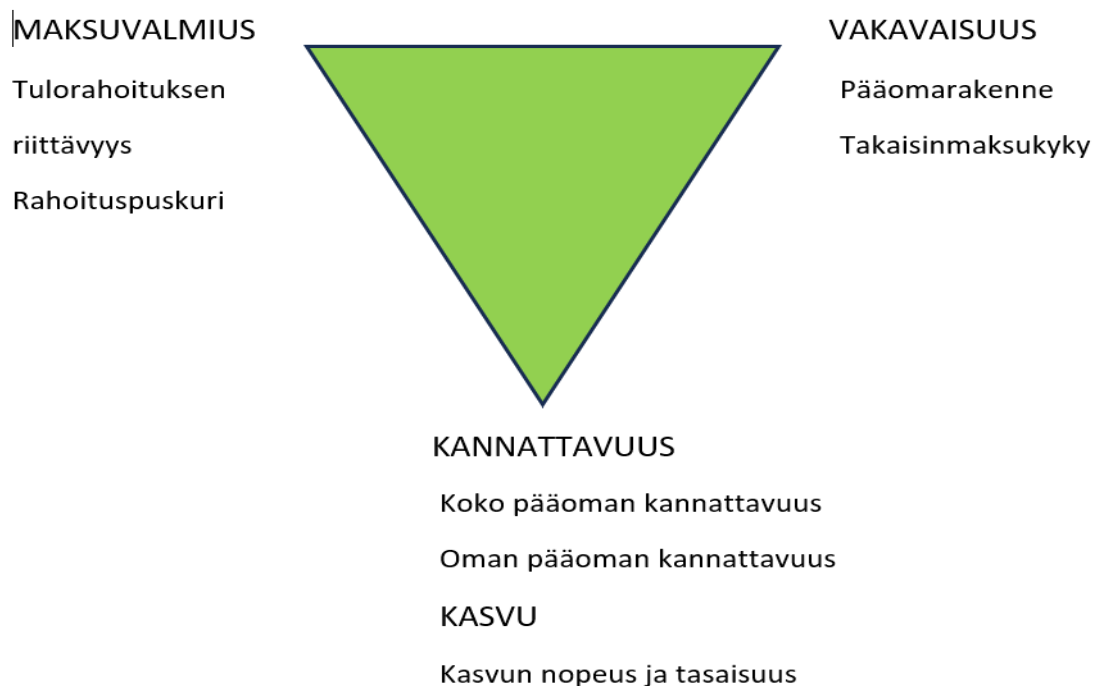 MAKSUVALMIUS
Tulorahoituksen
riittävyys
Rahoituspuskuri
VAKAVAISUUS
Pääomarakenne
Takaisinmaksukyky
KANNATTAVUUS
Koko pääoman kannattavuus
Oman pääoman kannattavuus
KASVU
Kasvun nopeus ja tasaisuus